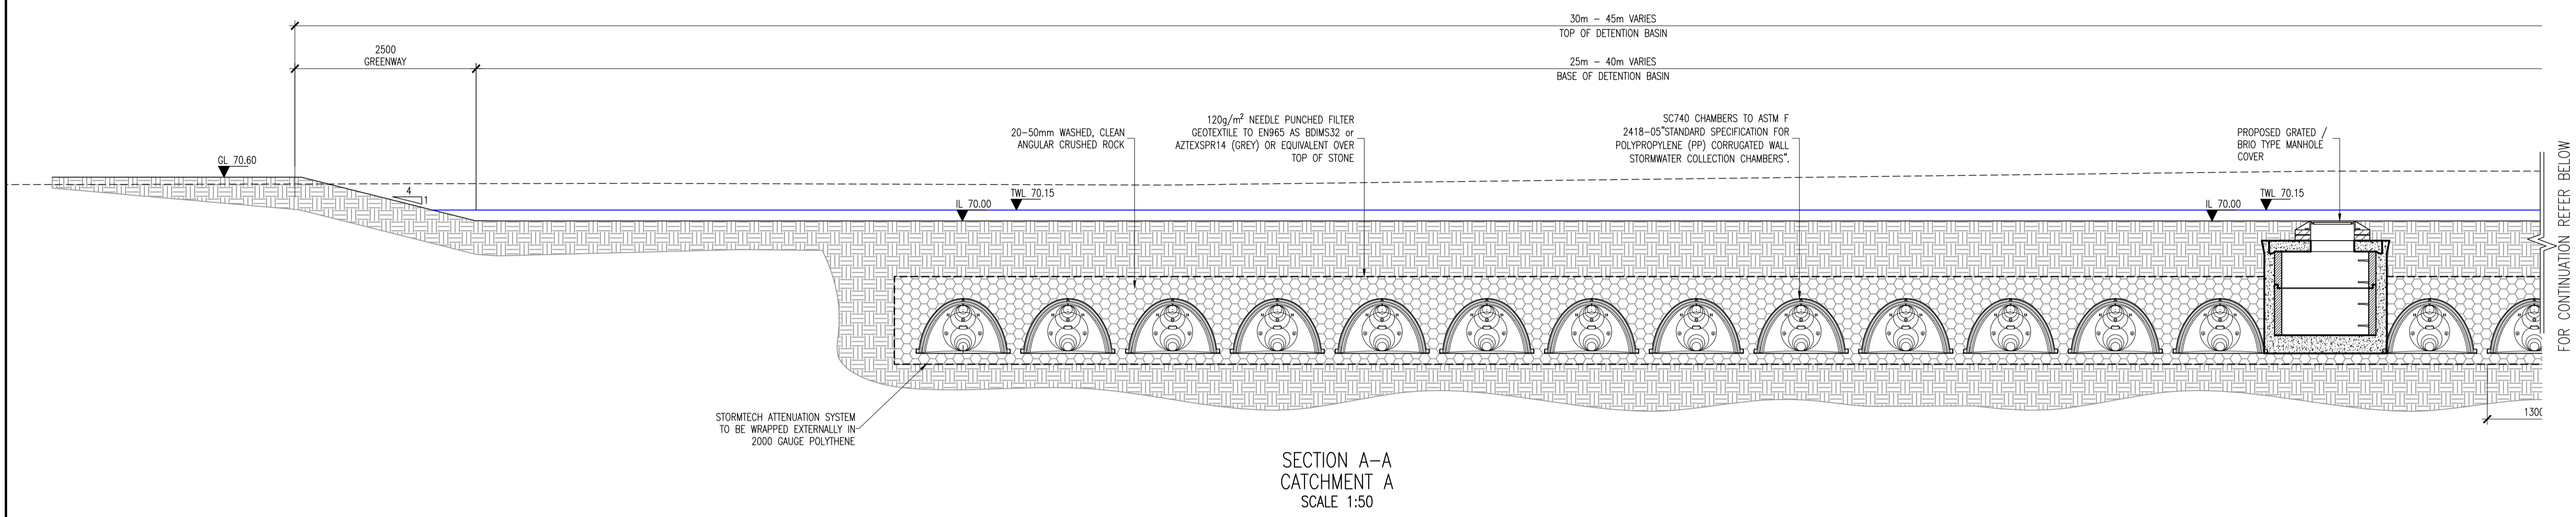 30m - 45m VARIES
TOP OF DETENTION BASIN
2500
GREENWAY
25m - 40m VARIES
BASE OF DETENTION BASIN
20-50mm WASHED, CLEAN
ANGULAR CRUSHED ROCK
120g/m² NEEDLE PUNCHED FILTER
GEOTEXTILE TO EN965 AS BDIMS32 or
AZTEXSPR14 (GREY) OR EQUIVALENT OVER
TOP OF STONE
SC740 CHAMBERS TO ASTM F
2418-05"STANDARD SPECIFICATION FOR
POLYPROPYLENE (PP) CORRUGATED WALL
STORMWATER COLLECTION CHAMBERS".
PROPOSED GRATED /
BRIO TYPE MANHOLE
COVER
GL 70.60
4
1
IL 70.00
TWL 70.15
IL 70.00
TWL 70.15
FOR CONTINUATION REFER BELOW
STORMTECH ATTENUATION SYSTEM
TO BE WRAPPED EXTERNALLY IN
2000 GAUGE POLYTHENE
1300
SECTION A-A
CATCHMENT A
SCALE 1:50